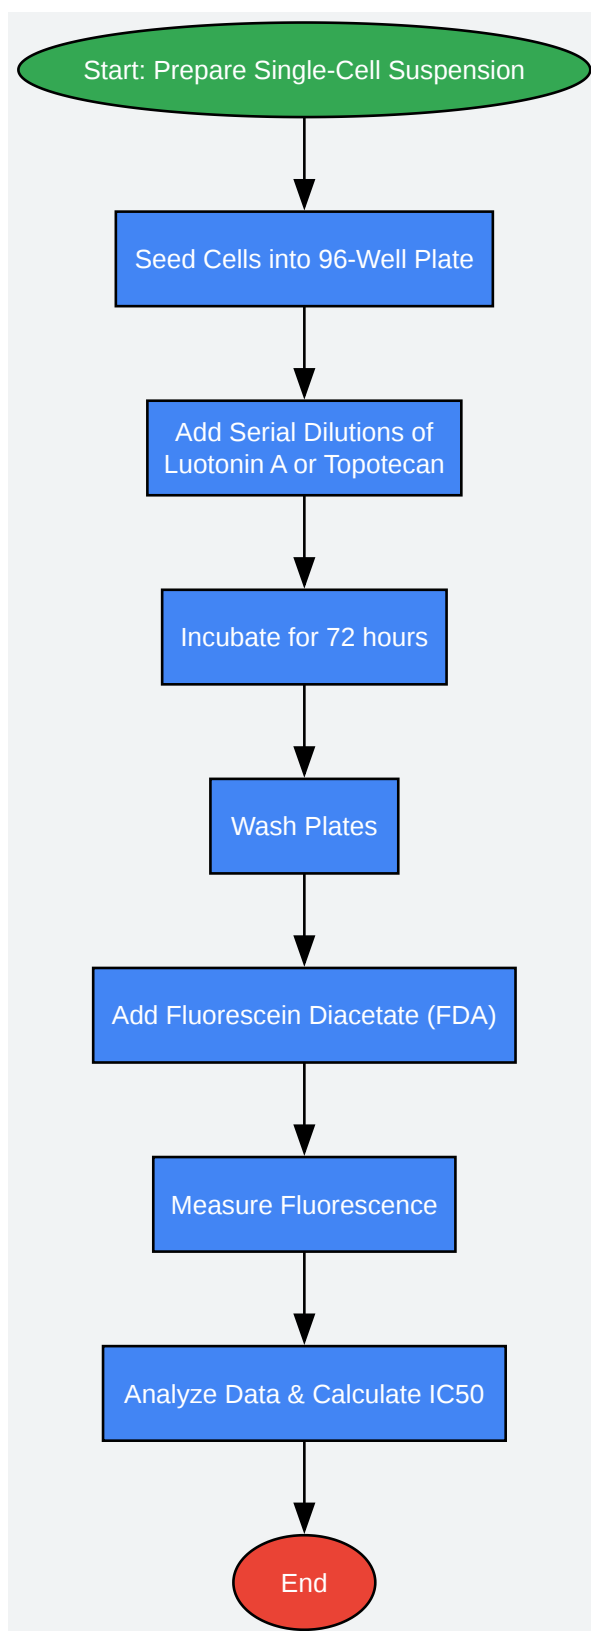 Start: Prepare Single-Cell Suspension
Seed Cells into 96-Well Plate
Add Serial Dilutions of
Luotonin A or Topotecan
Incubate for 72 hours
Wash Plates
Add Fluorescein Diacetate (FDA)
Measure Fluorescence
Analyze Data & Calculate IC50
End